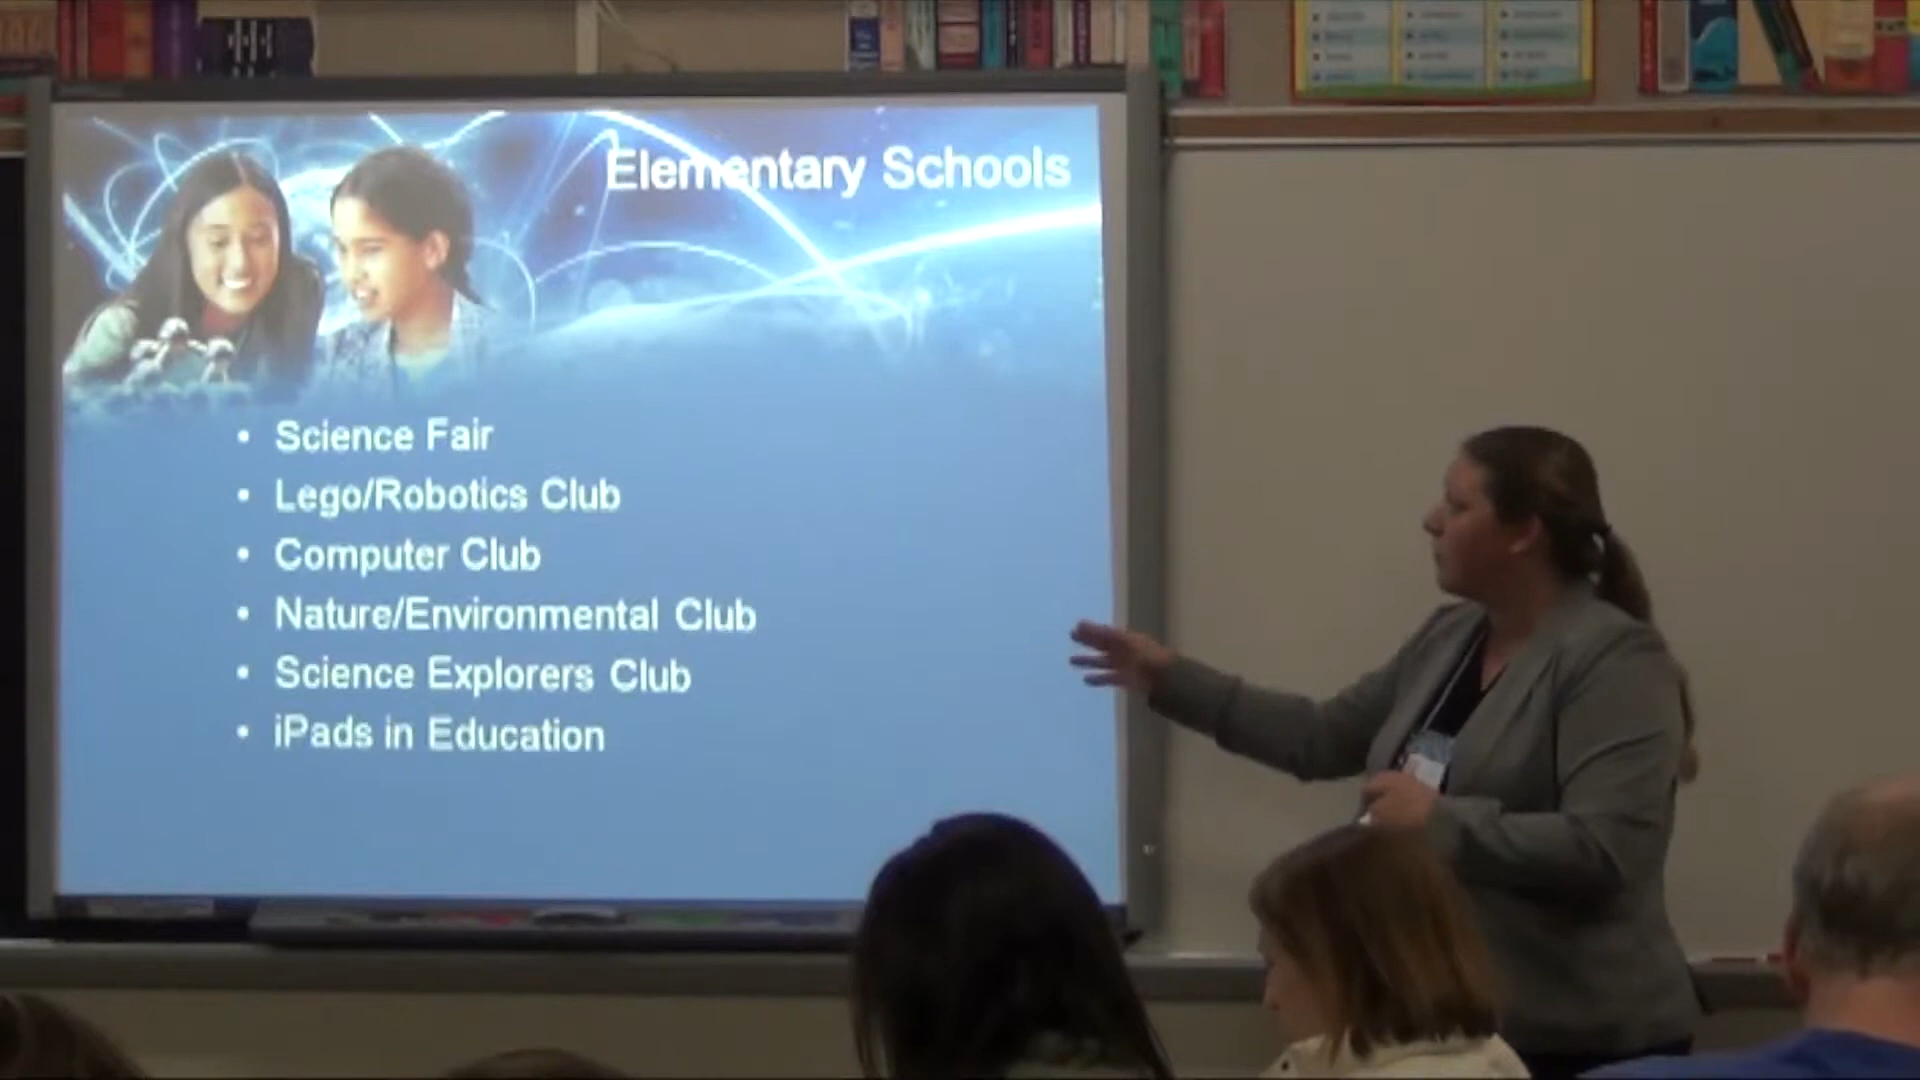 Elementary Schools
• Science Fair
• Lego/Robotics Club
• Computer Club
• Nature/Environmental Club
• Science Explorers Club
• iPads in Education